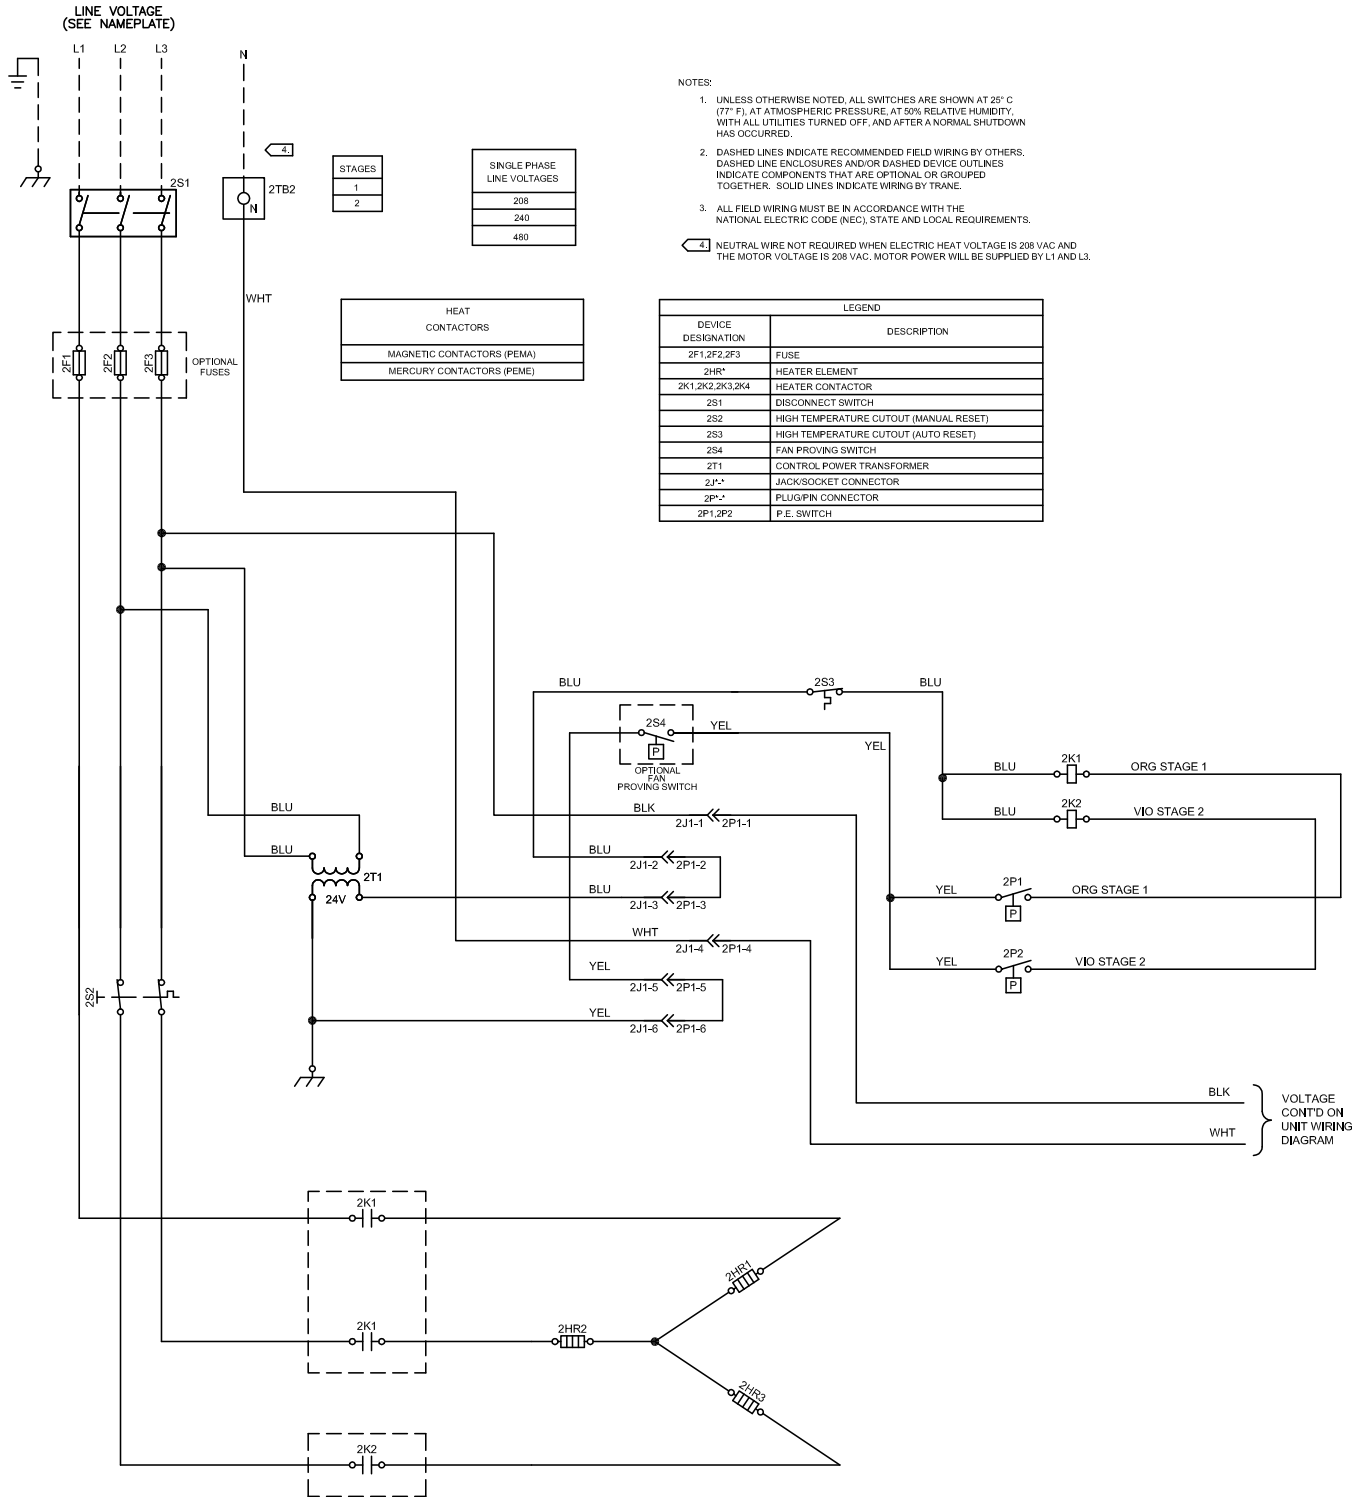 LINE VOLTAGE
(SEE NAMEPLATE)
L1 L2 L3
N
4.
2S1
2TB2
N
WHT
STAGES
1
2
SINGLE PHASE
LINE VOLTAGES
208
240
480
NOTES:
1. UNLESS OTHERWISE NOTED, ALL SWITCHES ARE SHOWN AT 25° C
(77° F), AT ATMOSPHERIC PRESSURE, AT 50% RELATIVE HUMIDITY,
WITH ALL UTILITIES TURNED OFF, AND AFTER A NORMAL SHUTDOWN
HAS OCCURRED.
2. DASHED LINES INDICATE RECOMMENDED FIELD WIRING BY OTHERS.
DASHED LINE ENCLOSURES AND/OR DASHED DEVICE OUTLINES
INDICATE COMPONENTS THAT ARE OPTIONAL OR GROUPED
TOGETHER. SOLID LINES INDICATE WIRING BY TRANE.
3. ALL FIELD WIRING MUST BE IN ACCORDANCE WITH THE
NATIONAL ELECTRIC CODE (NEC), STATE AND LOCAL REQUIREMENTS.
4. NEUTRAL WIRE NOT REQUIRED WHEN ELECTRIC HEAT VOLTAGE IS 208 VAC AND
THE MOTOR VOLTAGE IS 208 VAC. MOTOR POWER WILL BE SUPPLIED BY L1 AND L3.
2F1
2F2
2F3
OPTIONAL
FUSES
HEAT
CONTACTORS
MAGNETIC CONTACTORS (PEMA)
MERCURY CONTACTORS (PEME)
LEGEND
DEVICE
DESIGNATION
DESCRIPTION
2F1,2F2,2F3 FUSE
2HR* HEATER ELEMENT
2K1,2K2,2K3,2K4 HEATER CONTACTOR
2S1 DISCONNECT SWITCH
2S2 HIGH TEMPERATURE CUTOUT (MANUAL RESET)
2S3 HIGH TEMPERATURE CUTOUT (AUTO RESET)
2S4 FAN PROVING SWITCH
2T1 CONTROL POWER TRANSFORMER
2J*-* JACK/SOCKET CONNECTOR
2P*-* PLUG/PIN CONNECTOR
2P1,2P2 P.E. SWITCH
BLU
2S3
BLU
2S4
P
YEL
OPTIONAL
FAN
PROVING SWITCH
YEL
BLU
2K1
ORG STAGE 1
BLU
2K2
VIO STAGE 2
BLU
BLU
2T1
24V
BLK
2J1-1 2P1-1
BLU
2J1-2 2P1-2
BLU
2J1-3 2P1-3
WHT
2J1-4 2P1-4
YEL
2J1-5 2P1-5
YEL
2J1-6 2P1-6
YEL
2P1
P
ORG STAGE 1
YEL
2P2
P
VIO STAGE 2
2S2
BLK
WHT
VOLTAGE
CONT'D ON
UNIT WIRING
DIAGRAM
2K1
2HR1
2K1
2HR2
2HR3
2K2